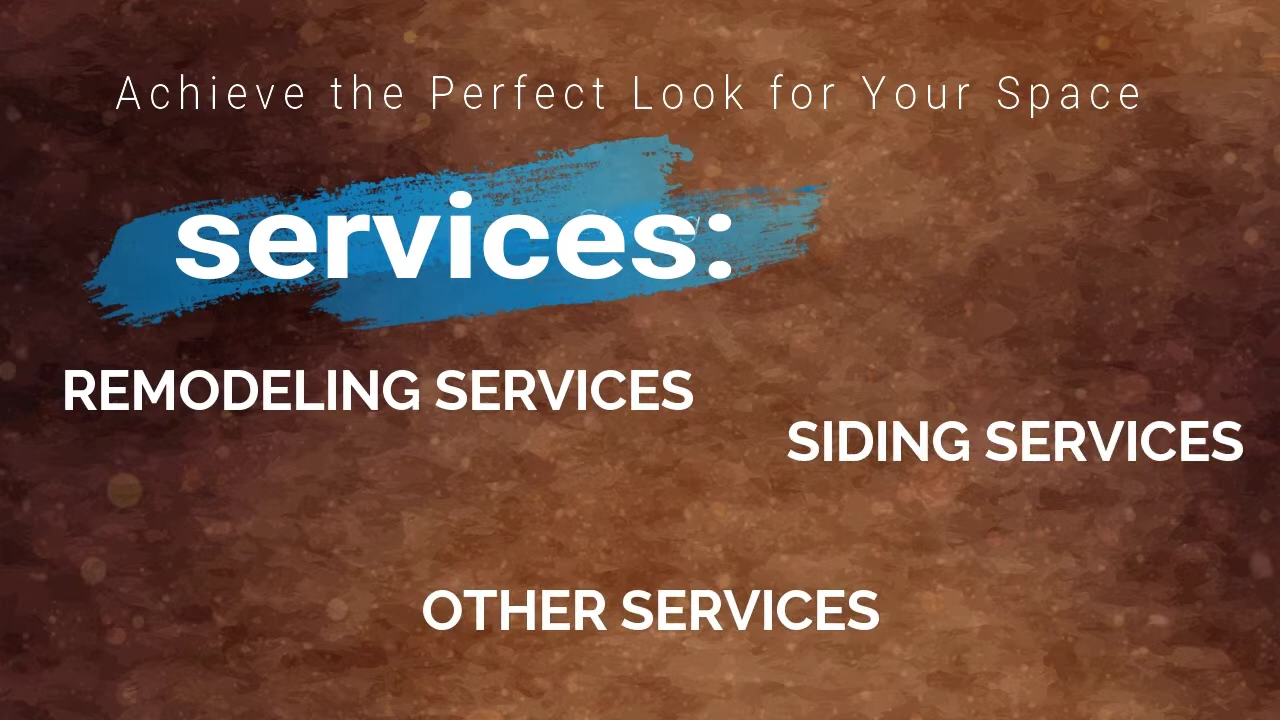 Achieve the Perfect Look for Your Space
services:
REMODELING SERVICES
SIDING SERVICES
OTHER SERVICES